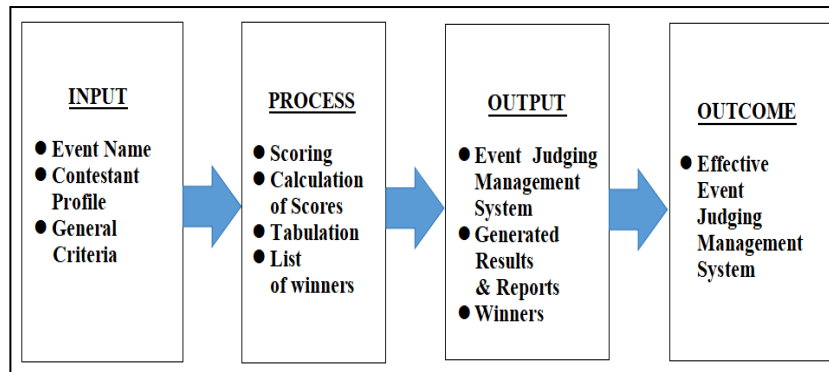 INPUT
● Event Name
● Contestant
Profile
● General
Criteria
PROCESS
● Scoring
● Calculation
of Scores
● Tabulation
● List
of winners
OUTPUT
● Event Judging
Management
System
● Generated
Results
& Reports
● Winners
OUTCOME
● Effective
Event
Judging
Management
System